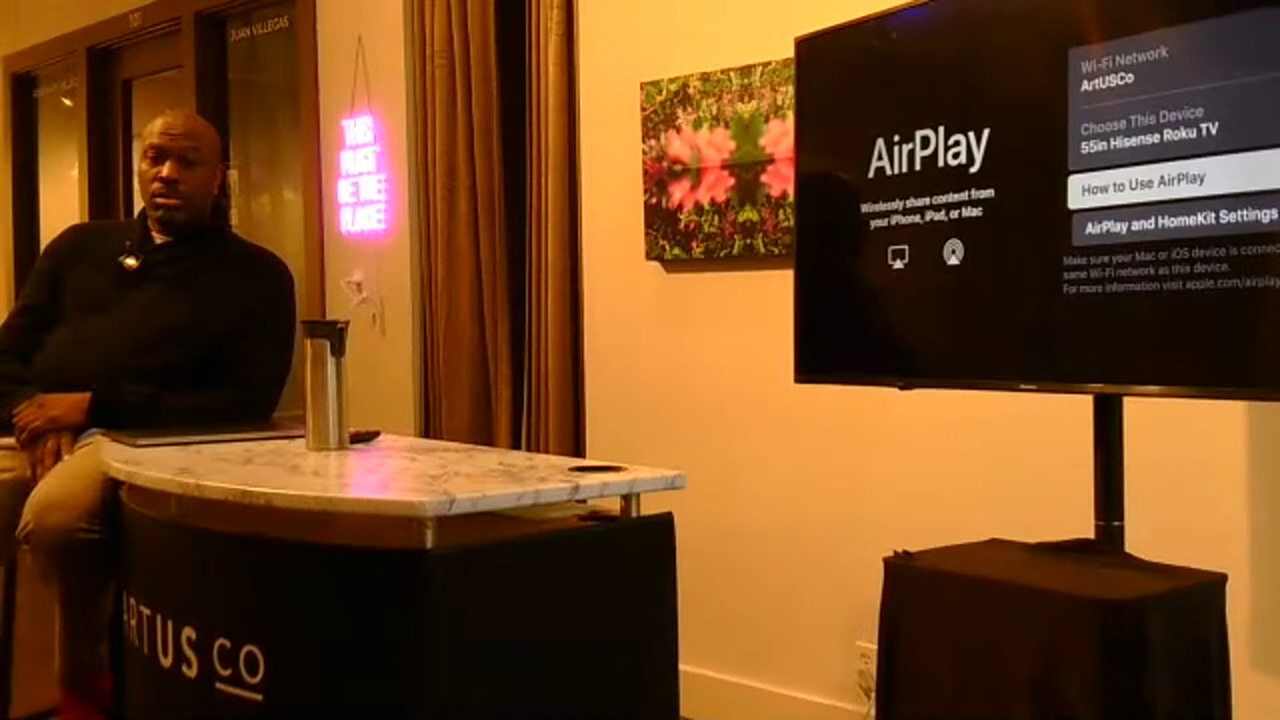 101
JUAN VILLEGAS
THIS
MUST
BE THE
PLACE
AirPlay
Wirelessly share content from
your iPhone, iPad, or Mac
Wi-Fi Network
ArtUSCo
Choose This Device
55in Hisense Roku TV
How to Use AirPlay
AirPlay and HomeKit Settings
Make sure your Mac or iOS device is connec
same Wi-Fi network as this device.
For more information visit apple.com/airplay
ARTUS CO